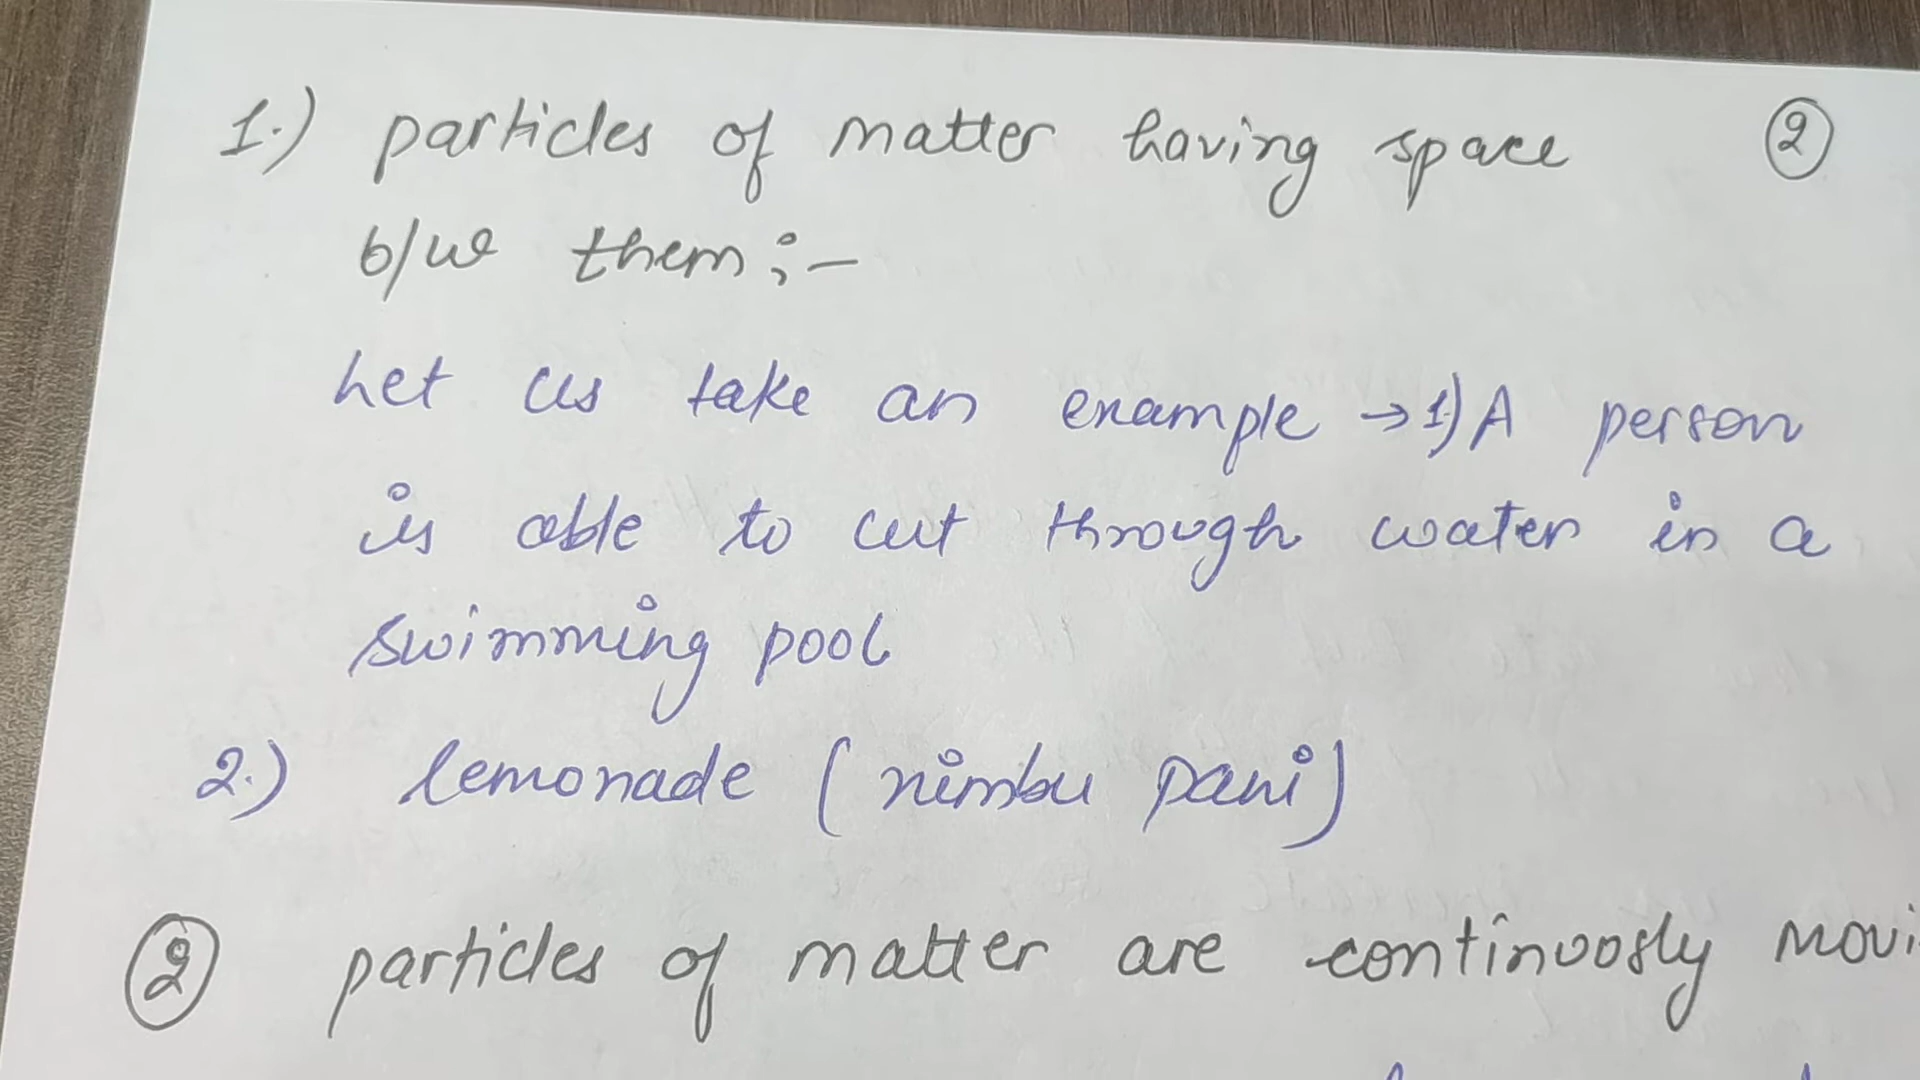 1.) particles of matter having space ②
b/w them :-
Let us take an example → 1) A person
is able to cut through water in a
swimming pool
2.) lemonade (nimbu pani)
② particles of matter are continuosly movi